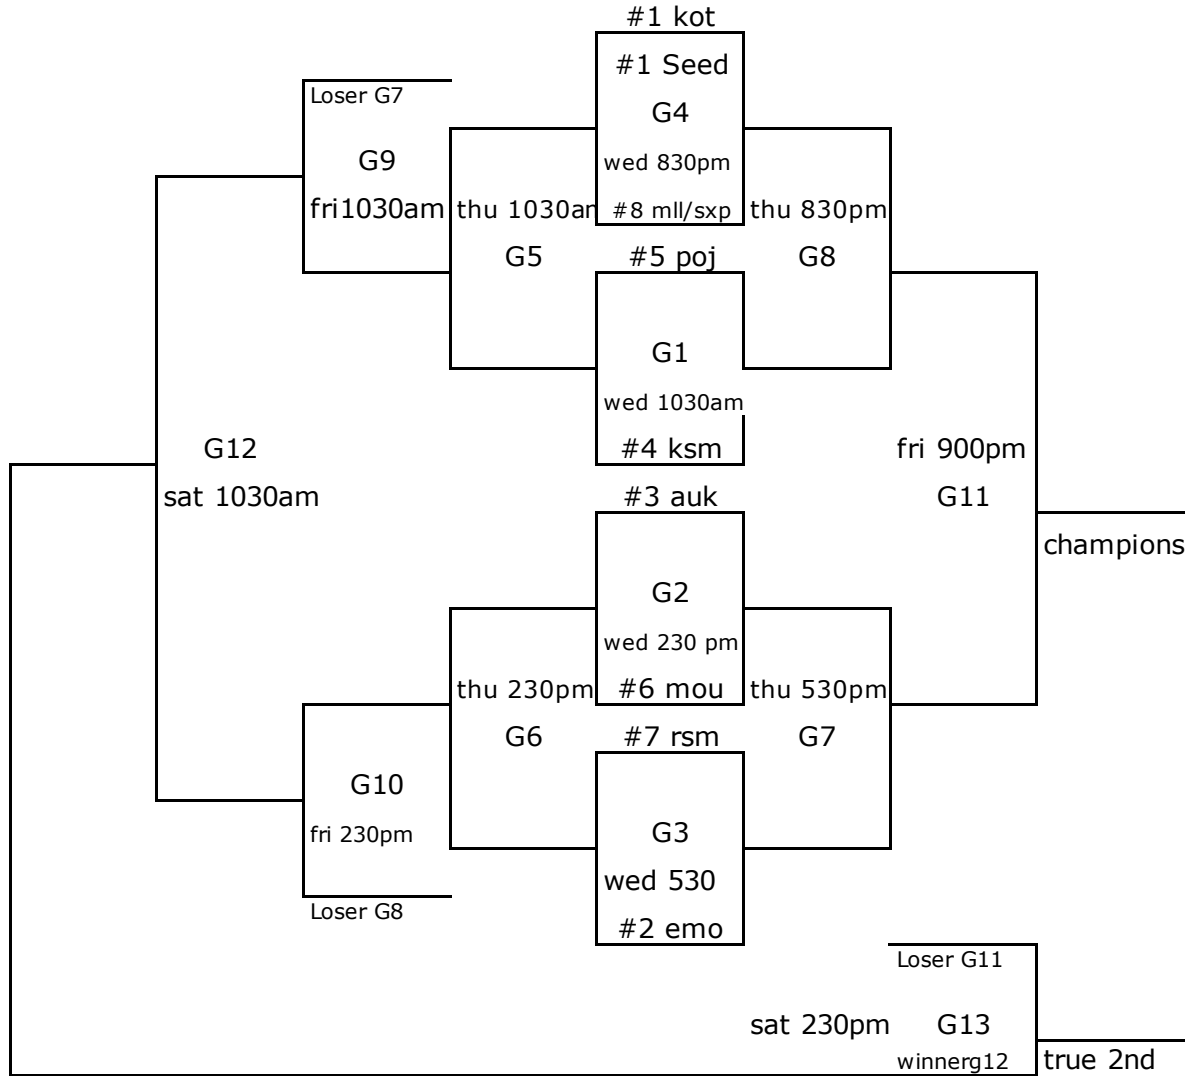 #1 kot
#1 Seed
Loser G7
G4
G9
wed 830pm
fri1030am
thu 1030am
#8 mll/sxp
thu 830pm
G5
#5 poj
G8
G1
wed 1030am
G12
#4 ksm
fri 900pm
sat 1030am
#3 auk
G11
champions
G2
wed 230 pm
thu 230pm
#6 mou
thu 530pm
G6
#7 rsm
G7
G10
fri 230pm
G3
wed 530
Loser G8
#2 emo
Loser G11
sat 230pm
G13
winnerg12
true 2nd